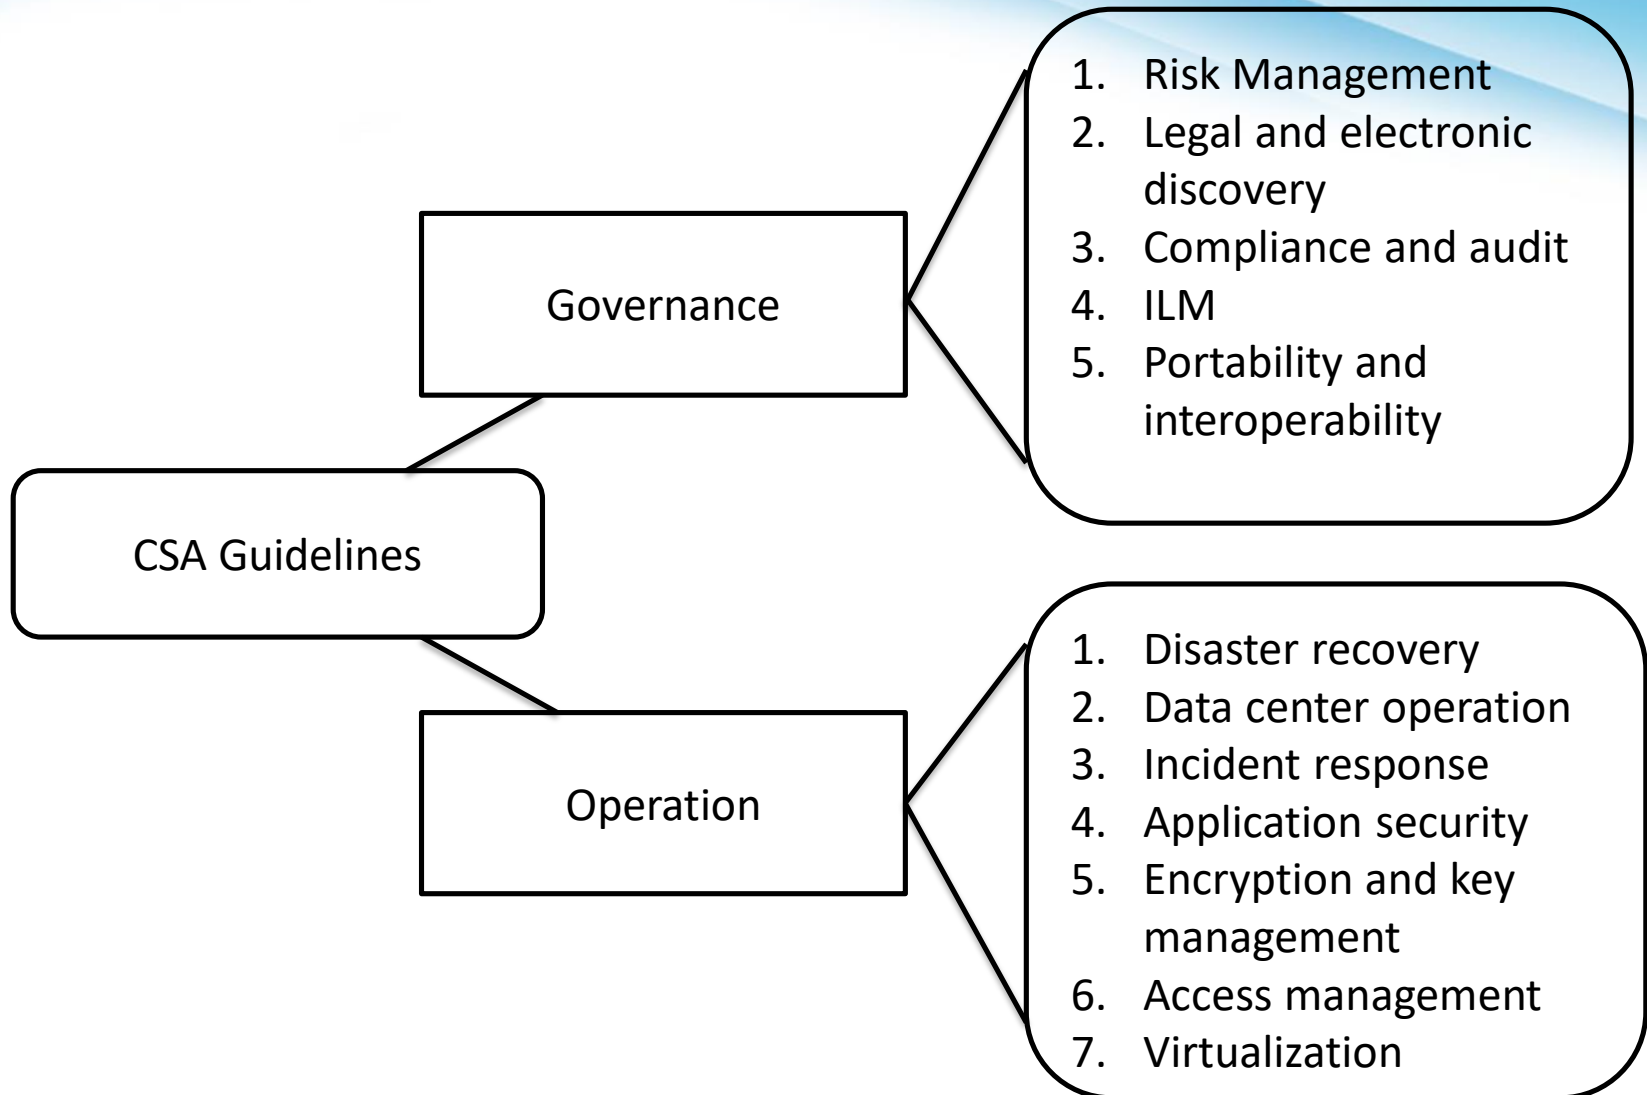 1. Risk Management
2. Legal and electronic
discovery
3. Compliance and audit
4. ILM
5. Portability and
interoperability
Governance
CSA Guidelines
Operation
1. Disaster recovery
2. Data center operation
3. Incident response
4. Application security
5. Encryption and key
management
6. Access management
7. Virtualization